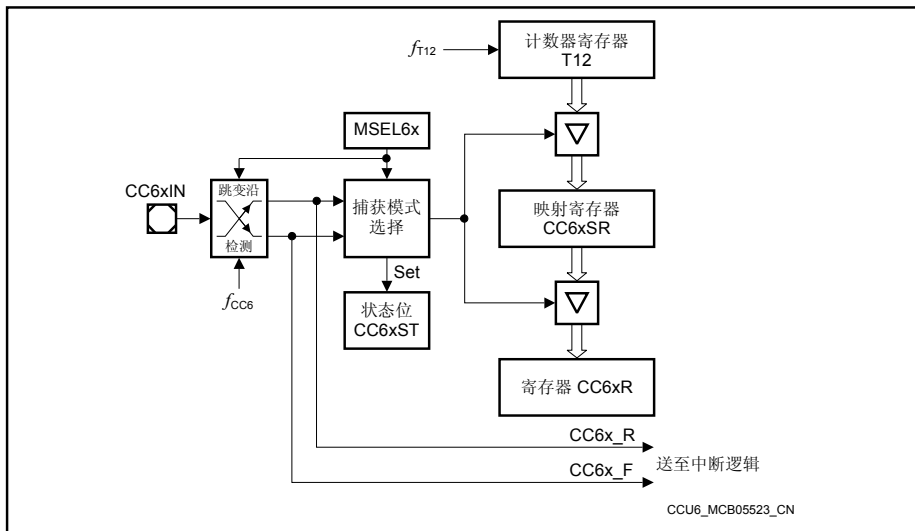 计数器寄存器
T12
fT12
MSEL6x
CC6xIN
跳变沿
检测
捕获模式
选择
映射寄存器
CC6xSR
Set
fCC6
状态位
CC6xST
寄存器 CC6xR
CC6x_R
送至中断逻辑
CC6x_F
CCU6_MCB05523_CN